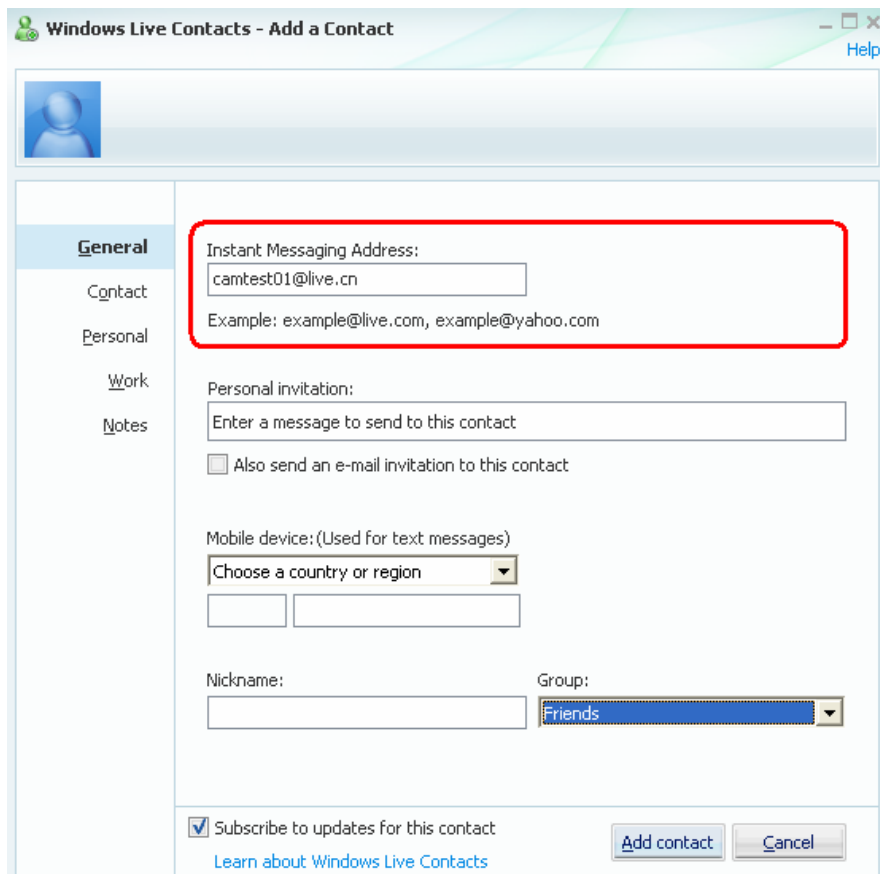 Windows Live Contacts - Add a Contact
Help
General
Contact
Personal
Work
Notes
Instant Messaging Address:
camtest01@live.cn
Example: example@live.com, example@yahoo.com
Personal invitation:
Enter a message to send to this contact
Also send an e-mail invitation to this contact
Mobile device:(Used for text messages)
Choose a country or region
Nickname:
Group:
Friends
Subscribe to updates for this contact
Learn about Windows Live Contacts
Add contact
Cancel